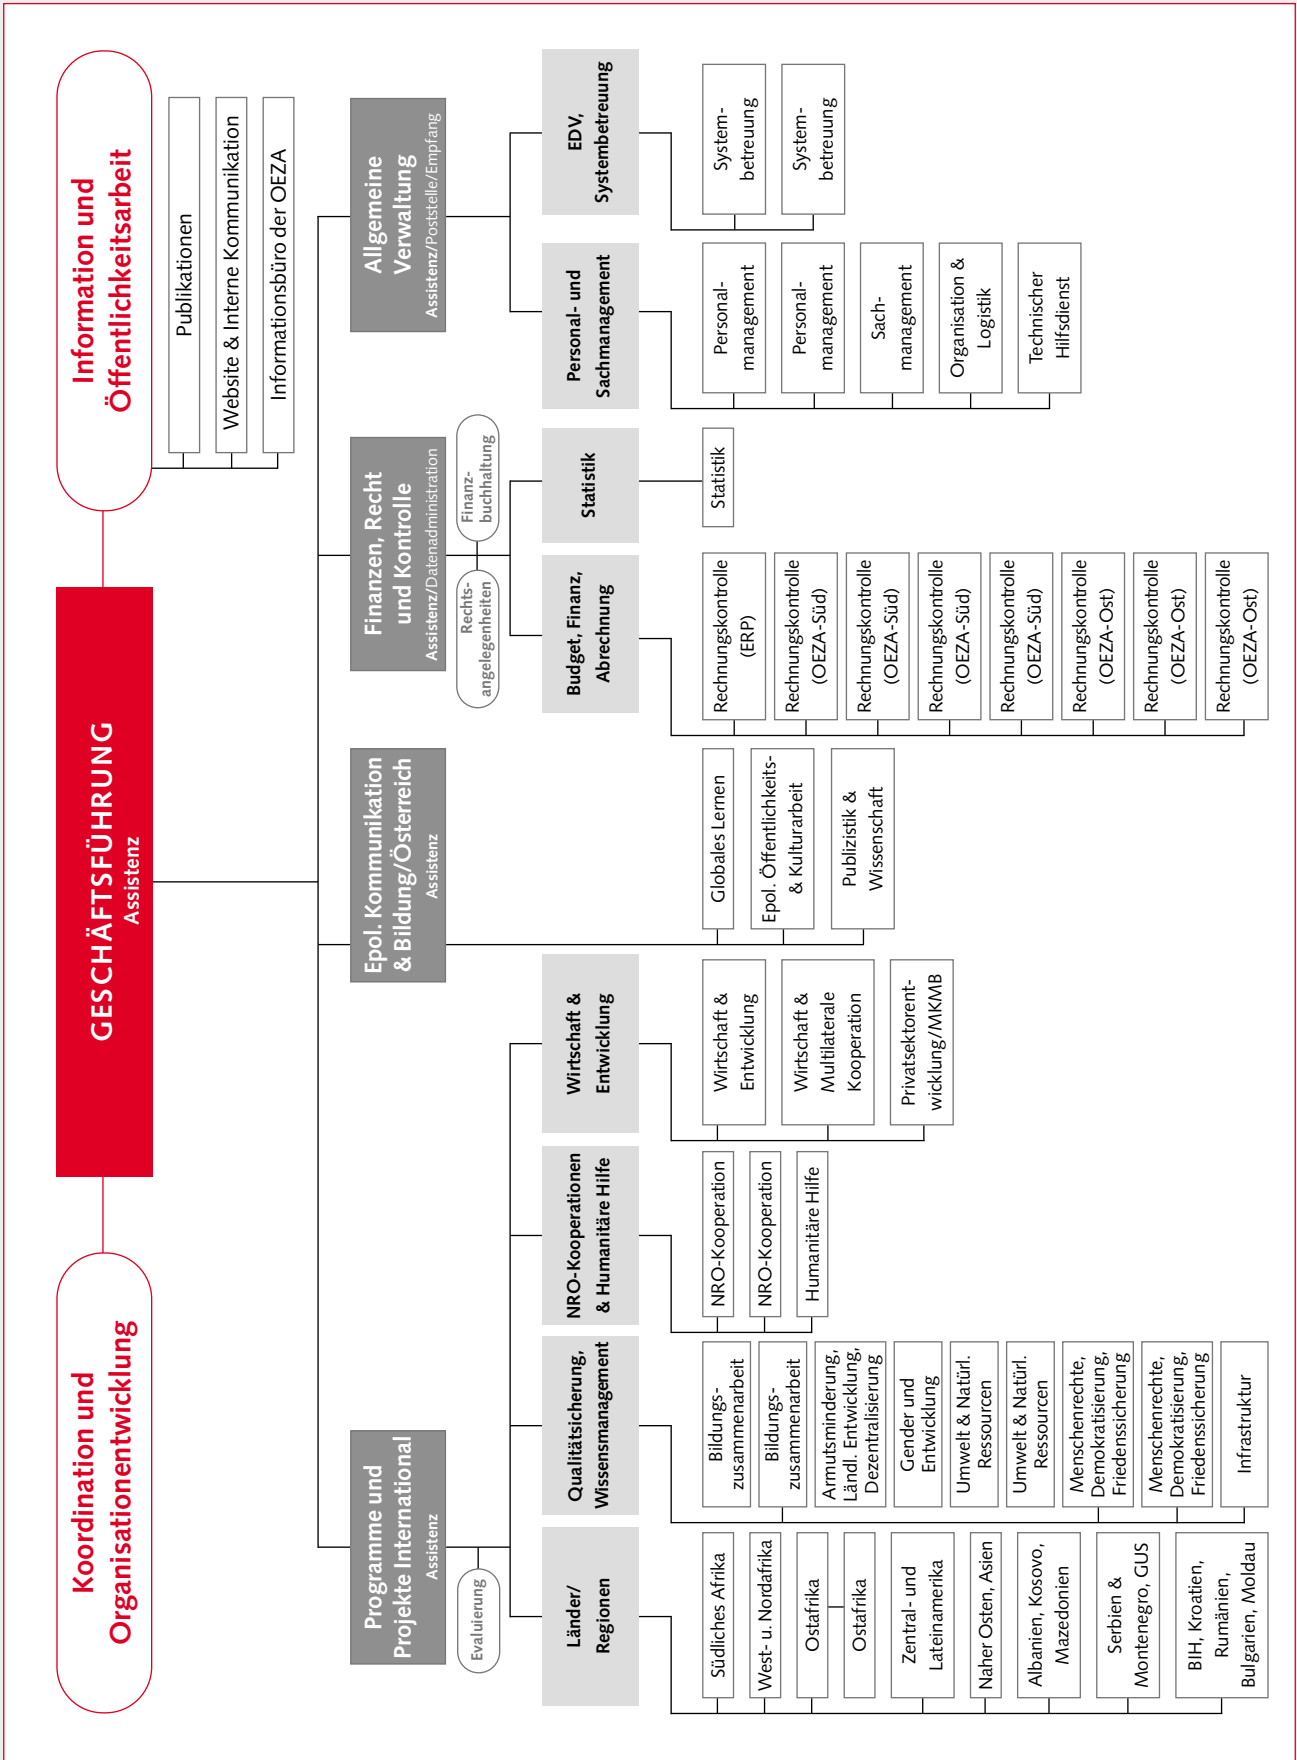 Koordination und
Organisationentwicklung
GESCHÄFTSFÜHRUNG
Assistenz
Information und
Öffentlichkeitsarbeit
Publikationen
Website & Interne Kommunikation
Informationsbüro der OEZA
Programme und
Projekte International
Assistenz
Evaluierung
Länder/
Regionen
Südliches Afrika
West- u. Nordafrika
Ostafrika
Ostafrika
Zentral- und
Lateinamerika
Naher Osten, Asien
Albanien, Kosovo,
Mazedonien
Serbien &
Montenegro, GUS
BIH, Kroatien,
Rumänien,
Bulgarien, Moldau
Qualitätsicherung,
Wissensmanagement
Bildungs-
zusammenarbeit
Bildungs-
zusammenarbeit
Armutsminderung,
Ländl. Entwicklung,
Dezentralisierung
Gender und
Entwicklung
Umwelt & Natürl.
Ressourcen
Umwelt & Natürl.
Ressourcen
Menschenrechte,
Demokratisierung,
Friedenssicherung
Menschenrechte,
Demokratisierung,
Friedenssicherung
Infrastruktur
NRO-Kooperationen
& Humanitäre Hilfe
NRO-Kooperation
NRO-Kooperation
Humanitäre Hilfe
Wirtschaft &
Entwicklung
Wirtschaft &
Entwicklung
Wirtschaft &
Multilaterale
Kooperation
Privatsektorent-
wicklung/MKMB
Epol. Kommunikation
& Bildung/Österreich
Assistenz
Globales Lernen
Epol. Öffentlichkeits-
& Kulturarbeit
Publizistik &
Wissenschaft
Finanzen, Recht
und Kontrolle
Assistenz/Datenadministration
Rechts-
angelegenheiten
Finanz-
buchhaltung
Budget, Finanz,
Abrechnung
Rechnungskontrolle
(ERP)
Rechnungskontrolle
(OEZA-Süd)
Rechnungskontrolle
(OEZA-Süd)
Rechnungskontrolle
(OEZA-Süd)
Rechnungskontrolle
(OEZA-Süd)
Rechnungskontrolle
(OEZA-Ost)
Rechnungskontrolle
(OEZA-Ost)
Rechnungskontrolle
(OEZA-Ost)
Statistik
Statistik
Allgemeine
Verwaltung
Assistenz/Poststelle/Empfang
Personal- und
Sachmanagement
Personal-
management
Personal-
management
Sach-
management
Organisation &
Logistik
Technischer
Hilfsdienst
EDV,
Systembetreuung
System-
betreuung
System-
betreuung